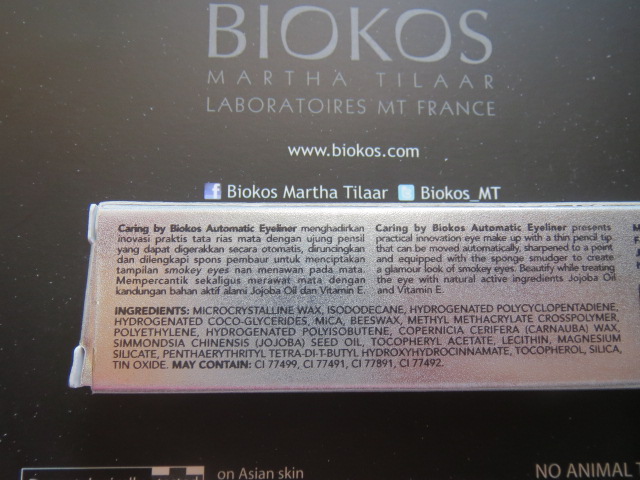 BIOKOS
MARTHA TILAAR
LABORATOIRES MT FRANCE
www.biokos.com
Biokos Martha Tilaar Biokos_MT
Caring by Biokos Automatic Eyeliner menghadirkan
inovasi praktis tata rias mata dengan ujung pensil
yang dapat digerakkan secara otomatis, diruncingkan
dan dilengkapi spons pembaur untuk menciptakan
tampilan smokey eyes nan menawan pada mata.
Mempercantik sekaligus merawat mata dengan
kandungan bahan aktif alami Jojoba Oil dan Vitamin E.
Caring by Biokos Automatic Eyeliner presents
practical innovation eye make up with a thin pencil tip
that can be moved automatically, sharpened to a point
and equipped with the sponge smudger to create
a glamour look of smokey eyes. Beautify while treating
the eye with natural active ingredients Jojoba Oil
and Vitamin E.
INGREDIENTS: MICROCRYSTALLINE WAX, ISODODECANE, HYDROGENATED POLYCYCLOPENTADIENE,
HYDROGENATED COCO-GLYCERIDES, MICA, BEESWAX, METHYL METHACRYLATE CROSSPOLYMER,
POLYETHYLENE, HYDROGENATED POLYISOBUTENE, COPERNICIA CERIFERA (CARNAUBA) WAX,
SIMMONDSIA CHINENSIS (JOJOBA) SEED OIL, TOCOPHERYL ACETATE, LECITHIN, MAGNESIUM
SILICATE, PENTHAERYTHRITYL TETRA-DI-T-BUTYL HYDROXYHYDROCINNAMATE, TOCOPHEROL, SILICA,
TIN OXIDE. MAY CONTAIN: CI 77499, CI 77491, CI 77891, CI 77492.
on Asian skin
NO ANIMAL